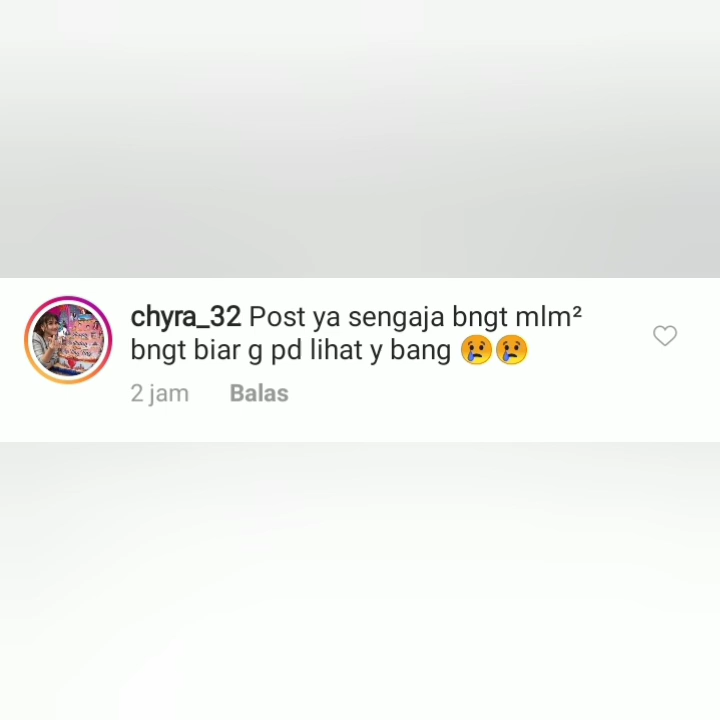 chyra_32 Post ya sengaja bngt mlm²
bngt biar g pd lihat y bang 😢😢
2 jam Balas